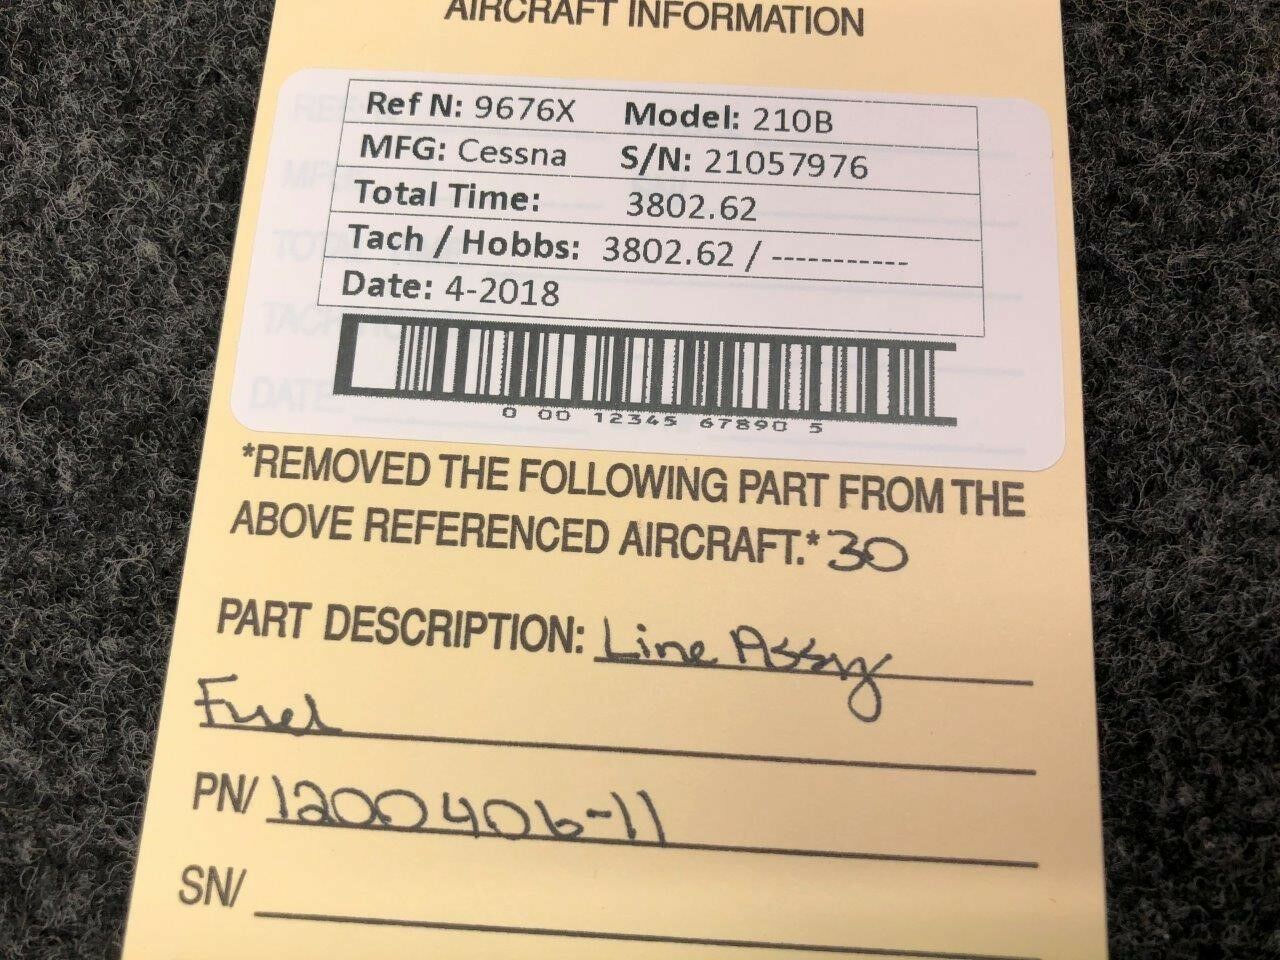 AIRCRAFT INFORMATION
Ref N: 9676X Model: 210B
MFG: Cessna S/N: 21057976
Total Time: 3802.62
Tach / Hobbs: 3802.62 / -----------
Date: 4-2018
0 00 12345 67890 5
*REMOVED THE FOLLOWING PART FROM THE
ABOVE REFERENCED AIRCRAFT.* 30
PART DESCRIPTION: Line Assy
Fuel
PN/ 1200406-11
SN/